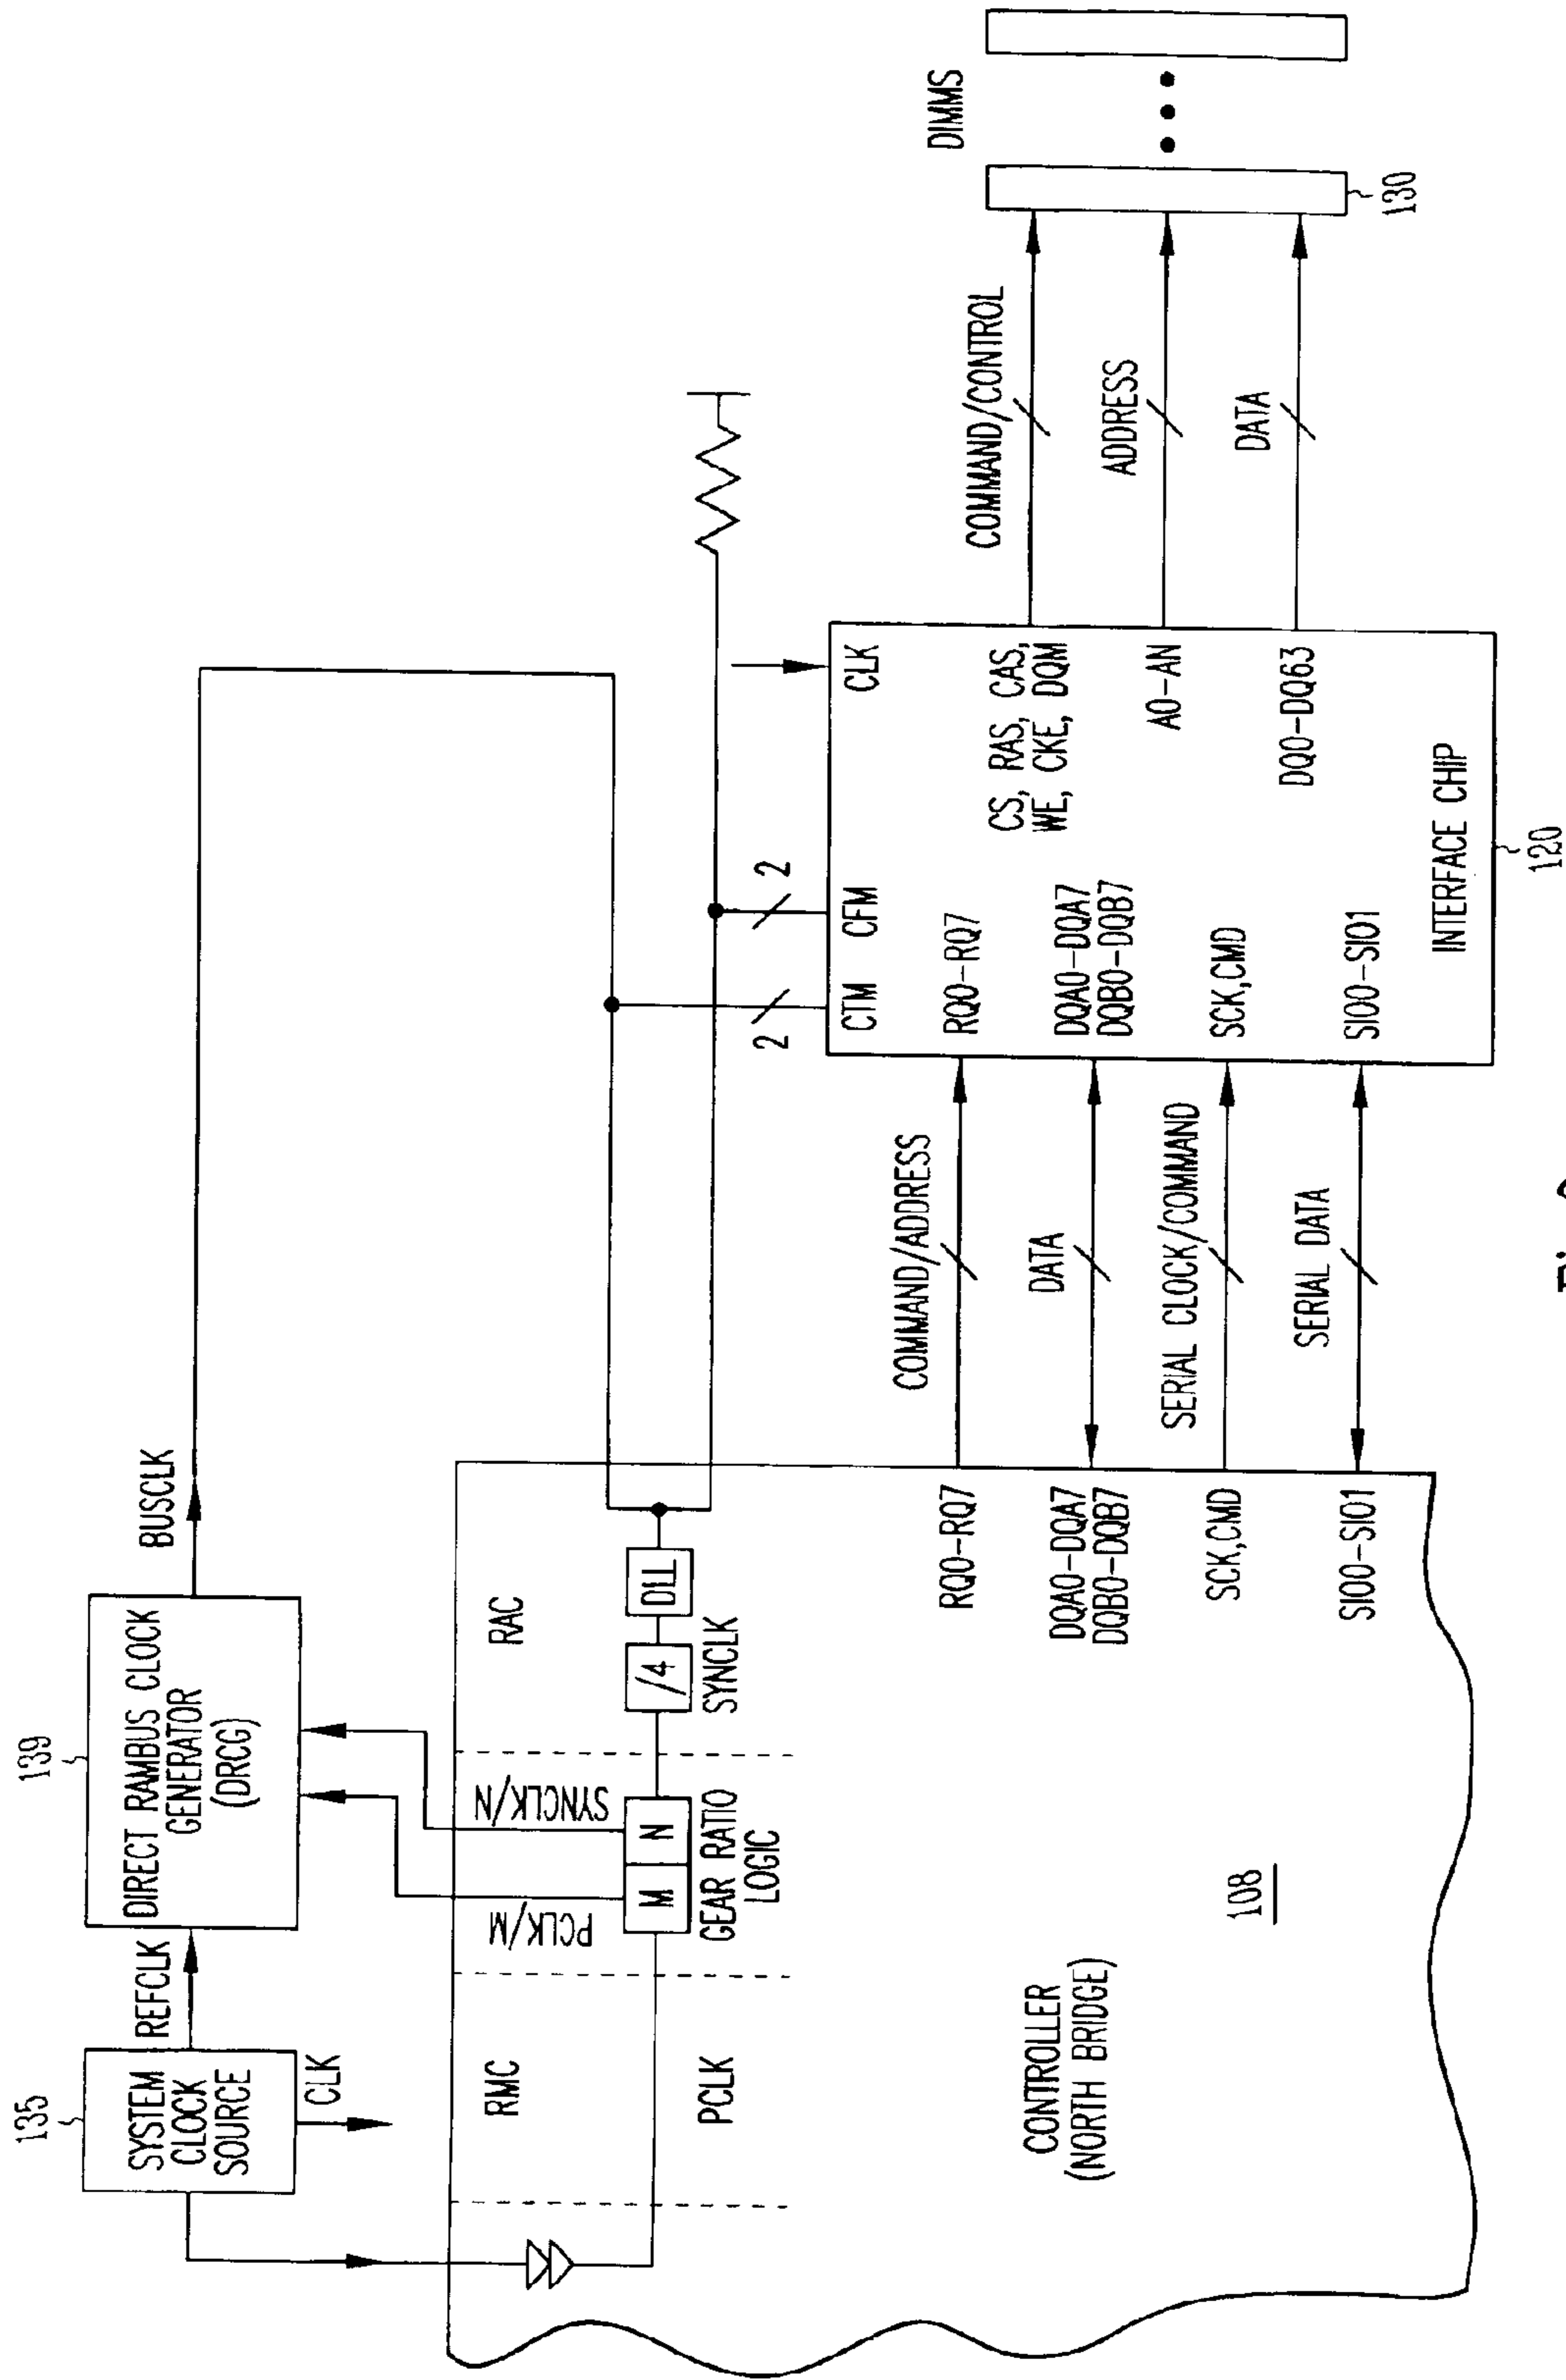 135
SYSTEM
CLOCK
SOURCE
REFCLK
CLK
139
DIRECT RAMBUS CLOCK
GENERATOR
(DRCG)
BUSCLK
RMC
PCLK
PCLK/M
SYNCLK/N
M
N
GEAR RATIO
LOGIC
RAC
/4
SYNCLK
DLL
CONTROLLER
(NORTH BRIDGE)
108
RQ0-RQ7
DQA0-DQA7
DQB0-DQB7
SCK,CMD
SIO0-SIO1
COMMAND/ADDRESS
DATA
SERIAL CLOCK/COMMAND
SERIAL DATA
2
2
CTM
CFM
CLK
RQ0-RQ7
DQA0-DQA7
DQB0-DQB7
SCK,CMD
SIO0-SIO1
CS, RAS, CAS,
WE, CKE, DQM
A0-AN
DQ0-DQ63
INTERFACE CHIP
120
COMMAND/CONTROL
ADDRESS
DATA
DIMMS
130